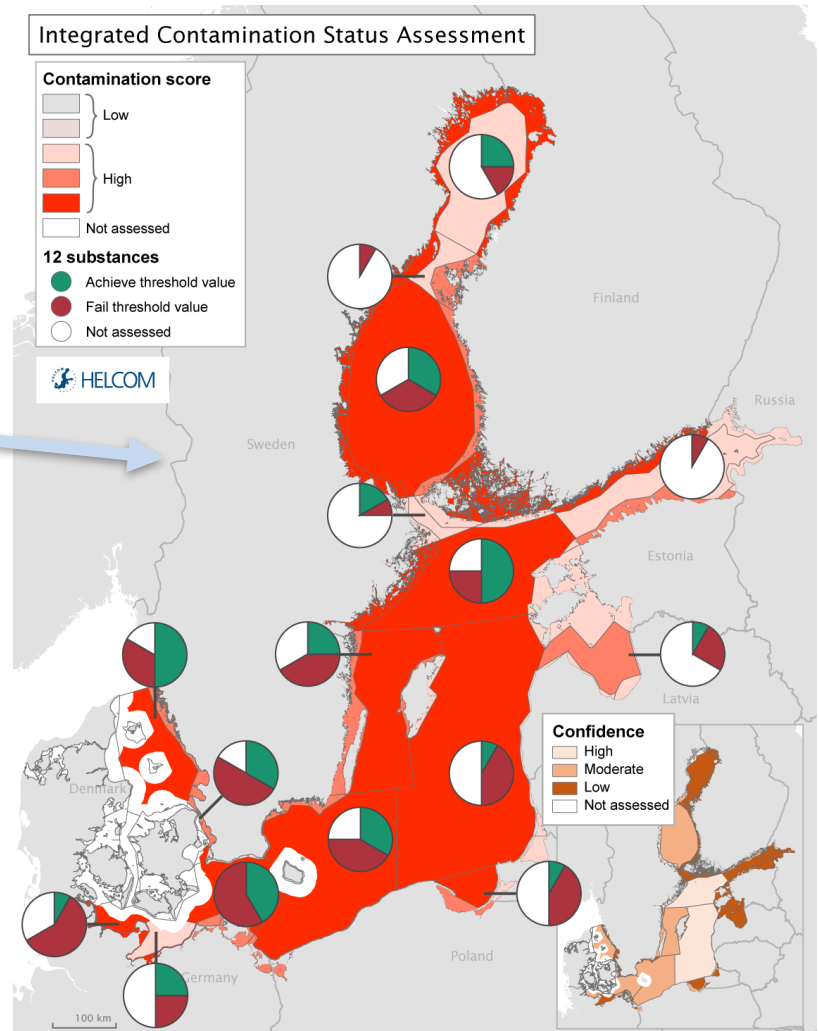 Integrated Contamination Status Assessment
Contamination score
Low
High
Not assessed
12 substances
Achieve threshold value
Fail threshold value
Not assessed
HELCOM
Finland
Russia
Sweden
Estonia
Latvia
Denmark
Confidence
High
Moderate
Low
Not assessed
Poland
Germany
100 km